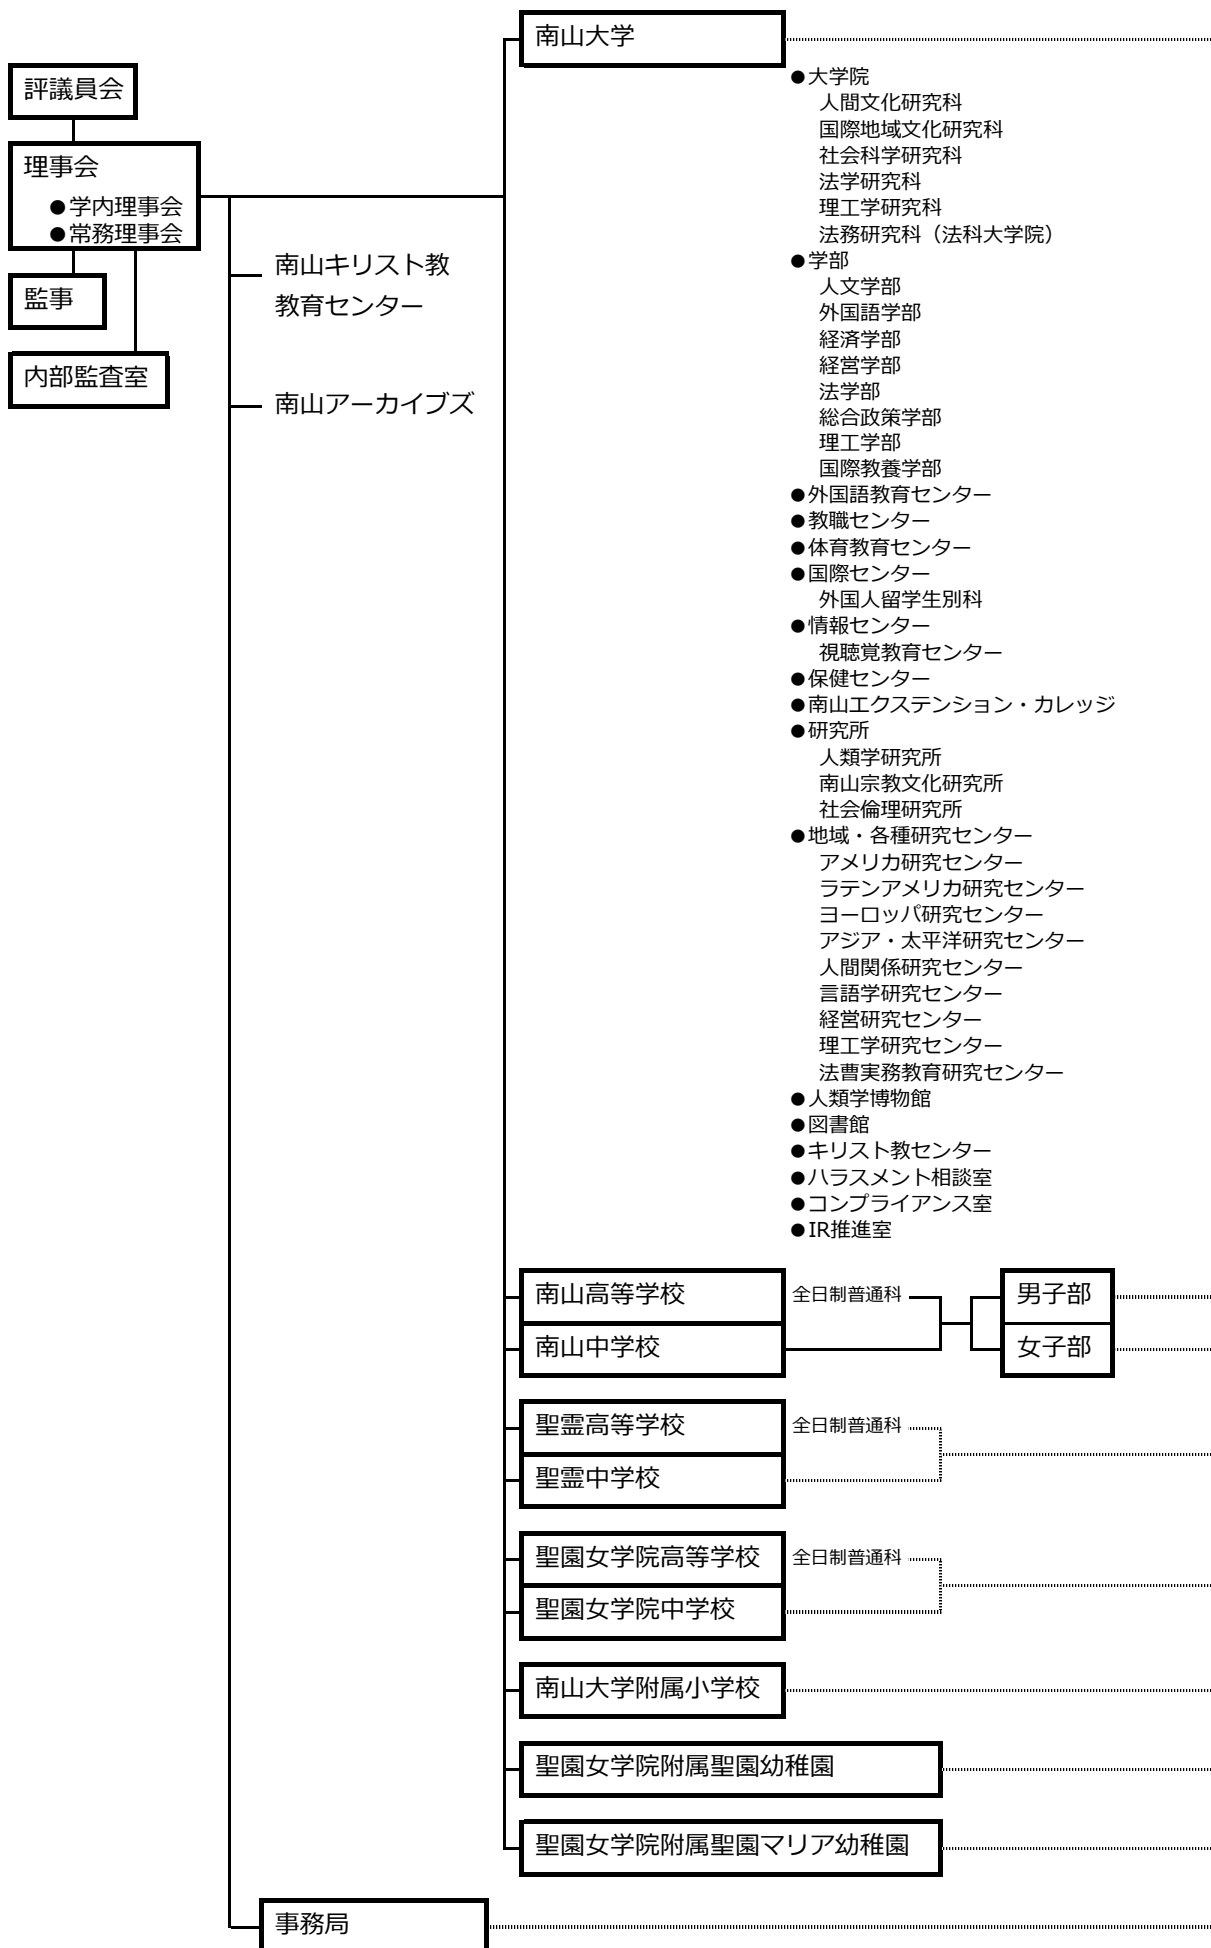 評議員会
理事会
●学内理事会
●常務理事会
監事
内部監査室
南山キリスト教
教育センター
南山アーカイブズ
南山大学
●大学院
人間文化研究科
国際地域文化研究科
社会科学研究科
法学研究科
理工学研究科
法務研究科（法科大学院）
●学部
人文学部
外国語学部
経済学部
経営学部
法学部
総合政策学部
理工学部
国際教養学部
●外国語教育センター
●教職センター
●体育教育センター
●国際センター
外国人留学生別科
●情報センター
視聴覚教育センター
●保健センター
●南山エクステンション・カレッジ
●研究所
人類学研究所
南山宗教文化研究所
社会倫理研究所
●地域・各種研究センター
アメリカ研究センター
ラテンアメリカ研究センター
ヨーロッパ研究センター
アジア・太平洋研究センター
人間関係研究センター
言語学研究センター
経営研究センター
理工学研究センター
法曹実務教育研究センター
●人類学博物館
●図書館
●キリスト教センター
●ハラスメント相談室
●コンプライアンス室
●IR推進室
南山高等学校 全日制普通科 男子部
南山中学校 女子部
聖霊高等学校 全日制普通科
聖霊中学校
聖園女学院高等学校 全日制普通科
聖園女学院中学校
南山大学附属小学校
聖園女学院附属聖園幼稚園
聖園女学院附属聖園マリア幼稚園
事務局